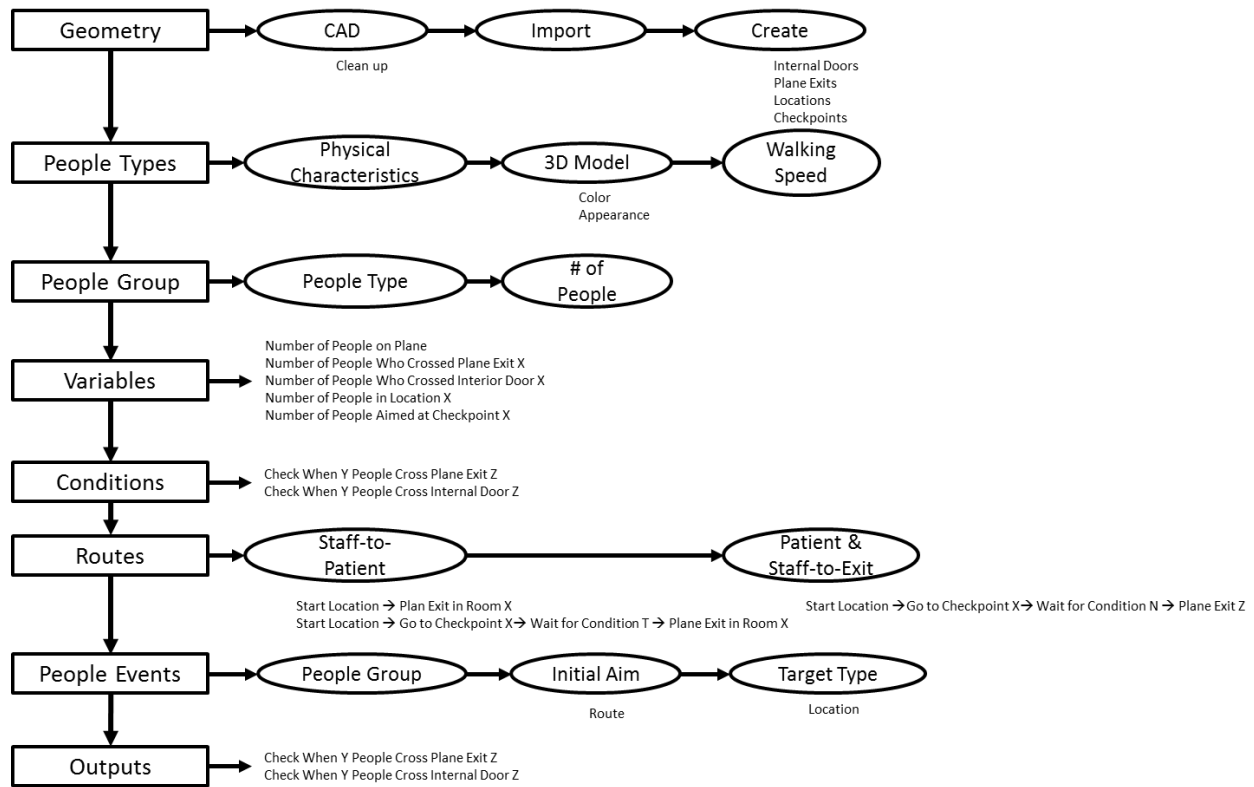 Geometry
CAD
Import
Create
Clean up
Internal Doors
Plane Exits
Locations
Checkpoints
People Types
Physical
Characteristics
3D Model
Walking
Speed
Color
Appearance
People Group
People Type
# of
People
Variables
Number of People on Plane
Number of People Who Crossed Plane Exit X
Number of People Who Crossed Interior Door X
Number of People in Location X
Number of People Aimed at Checkpoint X
Conditions
Check When Y People Cross Plane Exit Z
Check When Y People Cross Internal Door Z
Routes
Staff-to-
Patient
Patient &
Staff-to-Exit
Start Location → Plan Exit in Room X
Start Location → Go to Checkpoint X → Wait for Condition T → Plane Exit in Room X
Start Location → Go to Checkpoint X → Wait for Condition N → Plane Exit Z
People Events
People Group
Initial Aim
Target Type
Route
Location
Outputs
Check When Y People Cross Plane Exit Z
Check When Y People Cross Internal Door Z